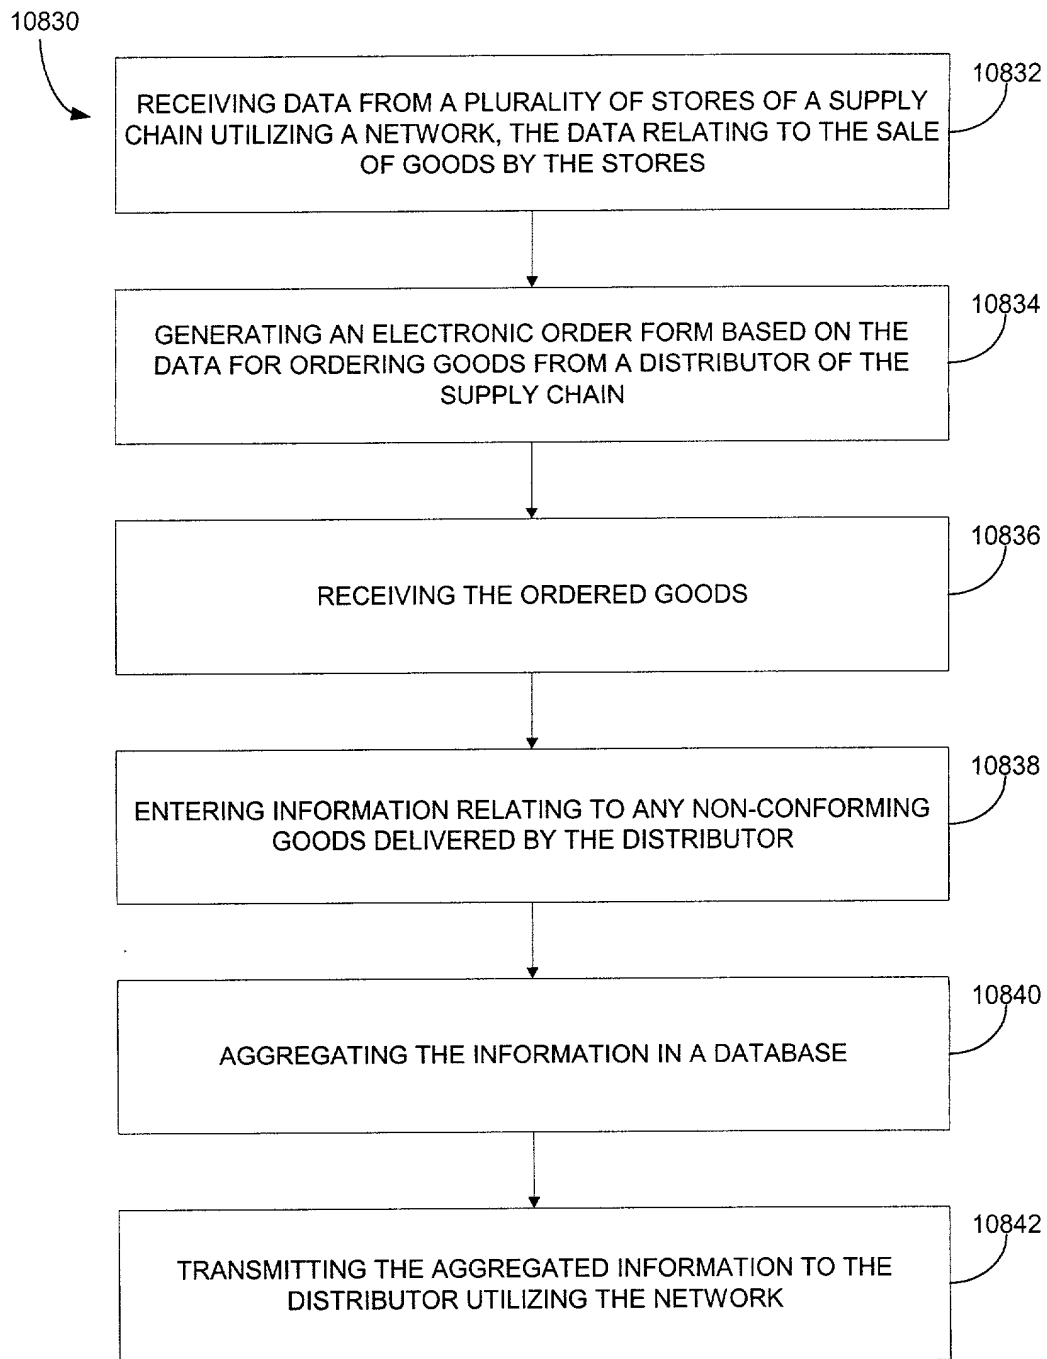 10830
10832
RECEIVING DATA FROM A PLURALITY OF STORES OF A SUPPLY
CHAIN UTILIZING A NETWORK, THE DATA RELATING TO THE SALE
OF GOODS BY THE STORES
10834
GENERATING AN ELECTRONIC ORDER FORM BASED ON THE
DATA FOR ORDERING GOODS FROM A DISTRIBUTOR OF THE
SUPPLY CHAIN
10836
RECEIVING THE ORDERED GOODS
10838
ENTERING INFORMATION RELATING TO ANY NON-CONFORMING
GOODS DELIVERED BY THE DISTRIBUTOR
10840
AGGREGATING THE INFORMATION IN A DATABASE
10842
TRANSMITTING THE AGGREGATED INFORMATION TO THE
DISTRIBUTOR UTILIZING THE NETWORK